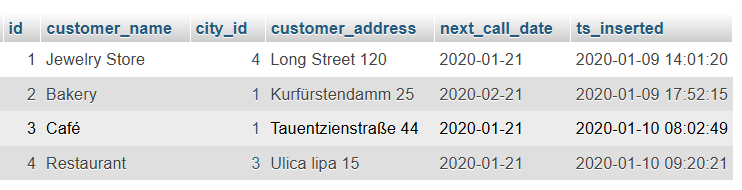 id customer_name city_id customer_address next_call_date ts_inserted
1 Jewelry Store 4 Long Street 120 2020-01-21 2020-01-09 14:01:20
2 Bakery 1 Kurfürstendamm 25 2020-02-21 2020-01-09 17:52:15
3 Café 1 Tauentzienstraße 44 2020-01-21 2020-01-10 08:02:49
4 Restaurant 3 Ulica lipa 15 2020-01-21 2020-01-10 09:20:21